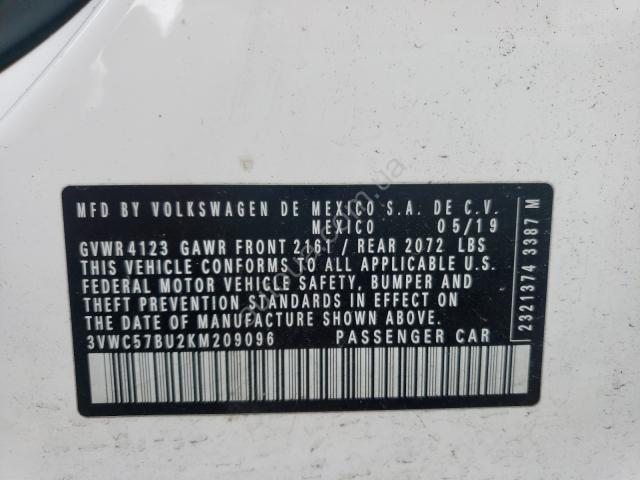 MFD BY VOLKSWAGEN DE MEXICO S.A. DE C.V.
MEXICO 05/19
GVWR 4123 GAWR FRONT 2161 / REAR 2072 LBS
THIS VEHICLE CONFORMS TO ALL APPLICABLE U.S.
FEDERAL MOTOR VEHICLE SAFETY, BUMPER AND
THEFT PREVENTION STANDARDS IN EFFECT ON
THE DATE OF MANUFACTURE SHOWN ABOVE.
3VWC57BU2KM209096 PASSENGER CAR
2321374 3387 M